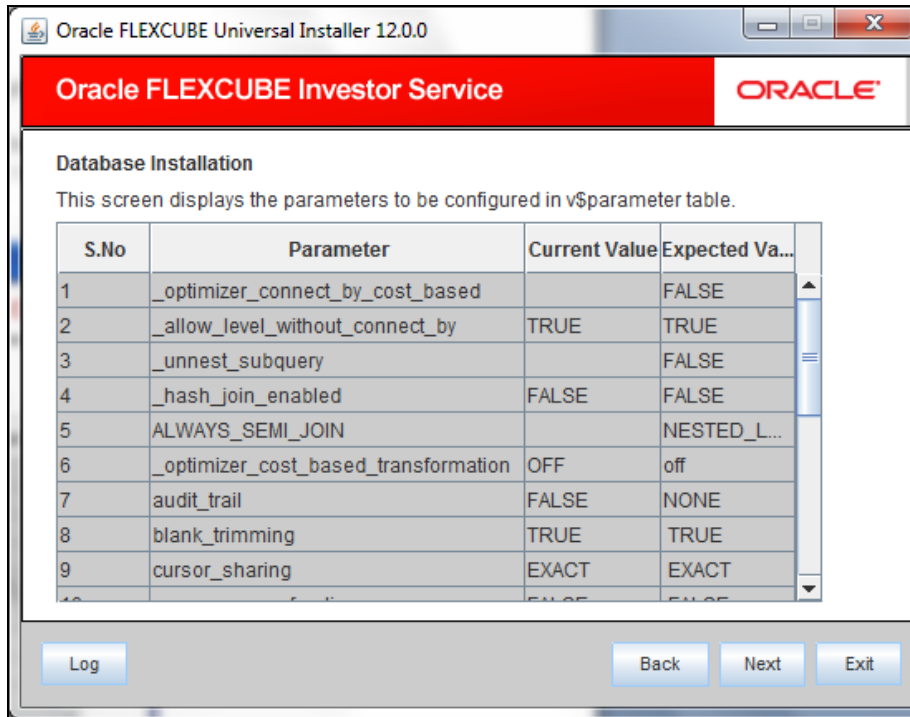 Oracle FLEXCUBE Universal Installer 12.0.0
Oracle FLEXCUBE Investor Service
ORACLE
Database Installation
This screen displays the parameters to be configured in v$parameter table.
S.No Parameter Current Value Expected Va...
1 _optimizer_connect_by_cost_based FALSE
2 _allow_level_without_connect_by TRUE TRUE
3 _unnest_subquery FALSE
4 _hash_join_enabled FALSE FALSE
5 ALWAYS_SEMI_JOIN NESTED_L...
6 _optimizer_cost_based_transformation OFF off
7 audit_trail FALSE NONE
8 blank_trimming TRUE TRUE
9 cursor_sharing EXACT EXACT
Log Back Next Exit